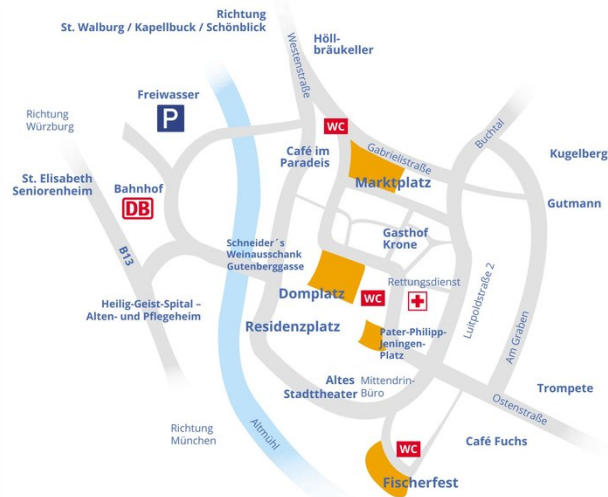 Richtung
St. Walburg / Kapellbuck / Schönblick
Höll-
bräukeller
Westenstraße
Freiwasser
P
Richtung
Würzburg
WC
Gabrielistraße
Buchtal
Café im
Paradeis
Marktplatz
Kugelberg
St. Elisabeth
Seniorenheim
Bahnhof
DB
Gutmann
Gasthof
Krone
B13
Schneider´s
Weinausschank
Gutenberggasse
Rettungsdienst
Domplatz
WC
Luitpoldstraße 2
Heilig-Geist-Spital –
Alten- und Pflegeheim
Residenzplatz
Pater-Philipp-
Jeningen-
Platz
Am Graben
Altes
Stadttheater
Mittendrin-
Büro
Trompete
Ostenstraße
Richtung
München
Altmühl
WC
Café Fuchs
Fischerfest